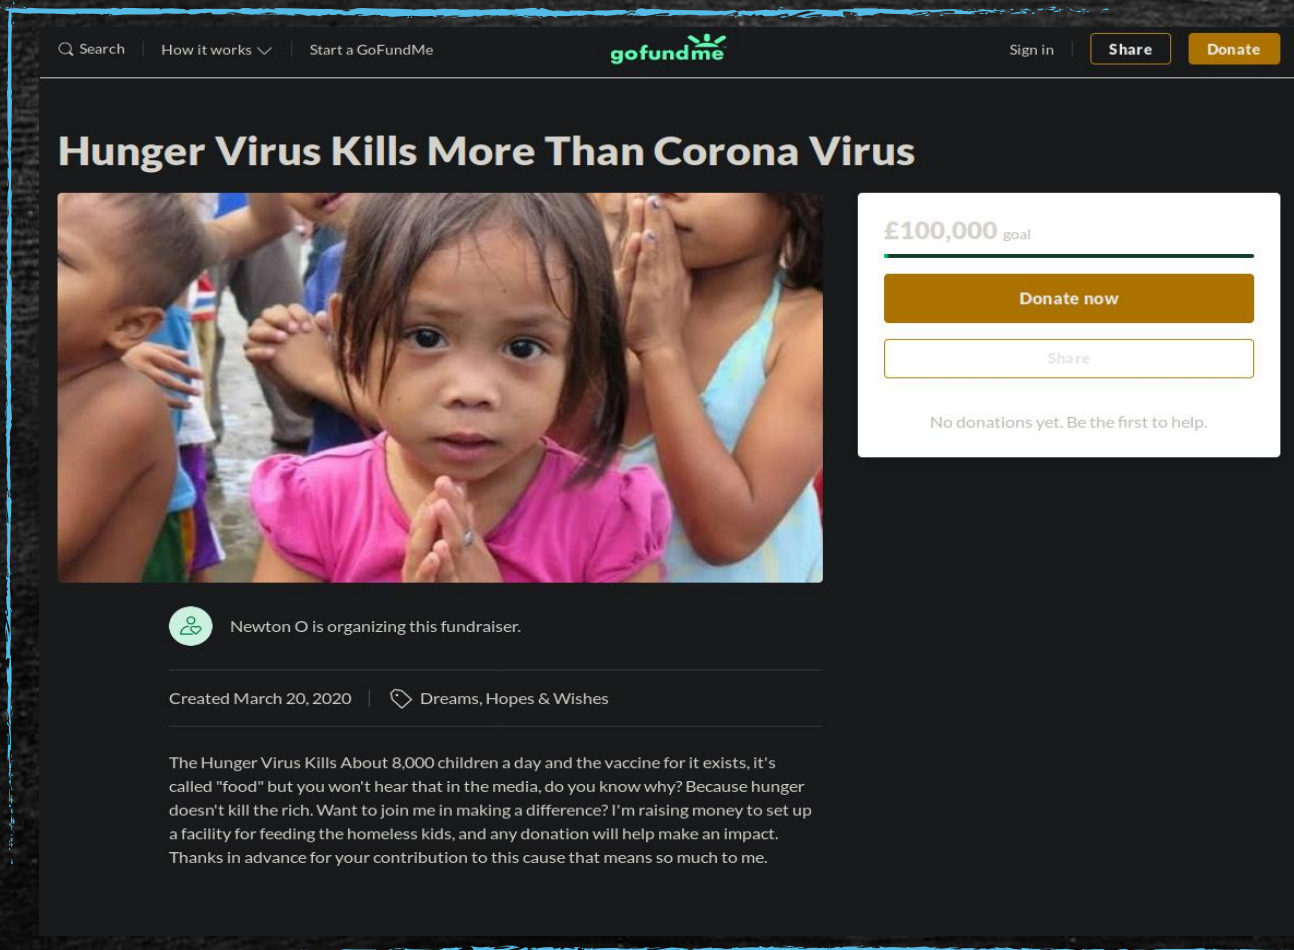 Search
How it works
Start a GoFundMe
gofundme
Sign in
Share
Donate
Hunger Virus Kills More Than Corona Virus
£100,000 goal
Donate now
Share
No donations yet. Be the first to help.
Newton O is organizing this fundraiser.
Created March 20, 2020
Dreams, Hopes & Wishes
The Hunger Virus Kills About 8,000 children a day and the vaccine for it exists, it's
called "food" but you won't hear that in the media, do you know why? Because hunger
doesn't kill the rich. Want to join me in making a difference? I'm raising money to set up
a facility for feeding the homeless kids, and any donation will help make an impact.
Thanks in advance for your contribution to this cause that means so much to me.